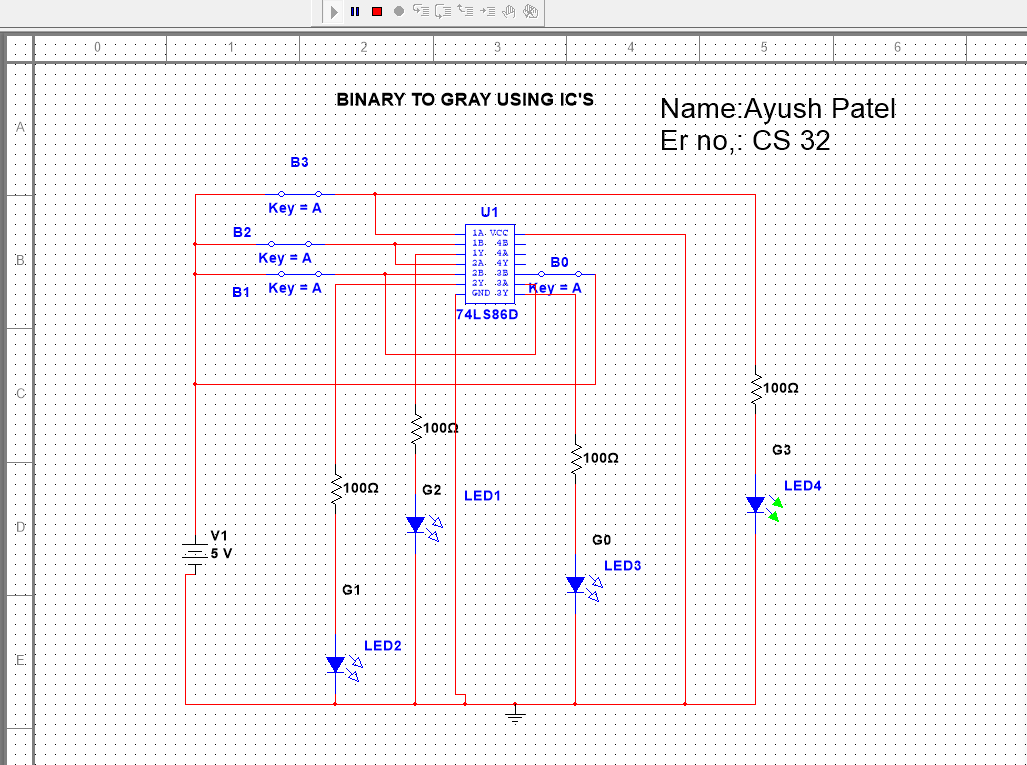 0 1 2 3 4 5 6
BINARY TO GRAY USING IC'S
Name:Ayush Patel
Er no,: CS 32
A
B3
Key = A
B2
Key = A
B1
Key = A
U1
1A VCC
1B 4B
1Y 4A
2A 4Y
2B 3B
2Y 3A
GND 3Y
74LS86D
B0
Key = A
B
C
100Ω
100Ω
100Ω
100Ω
G3
LED4
G2
LED1
D
V1
5 V
G0
LED3
G1
LED2
E